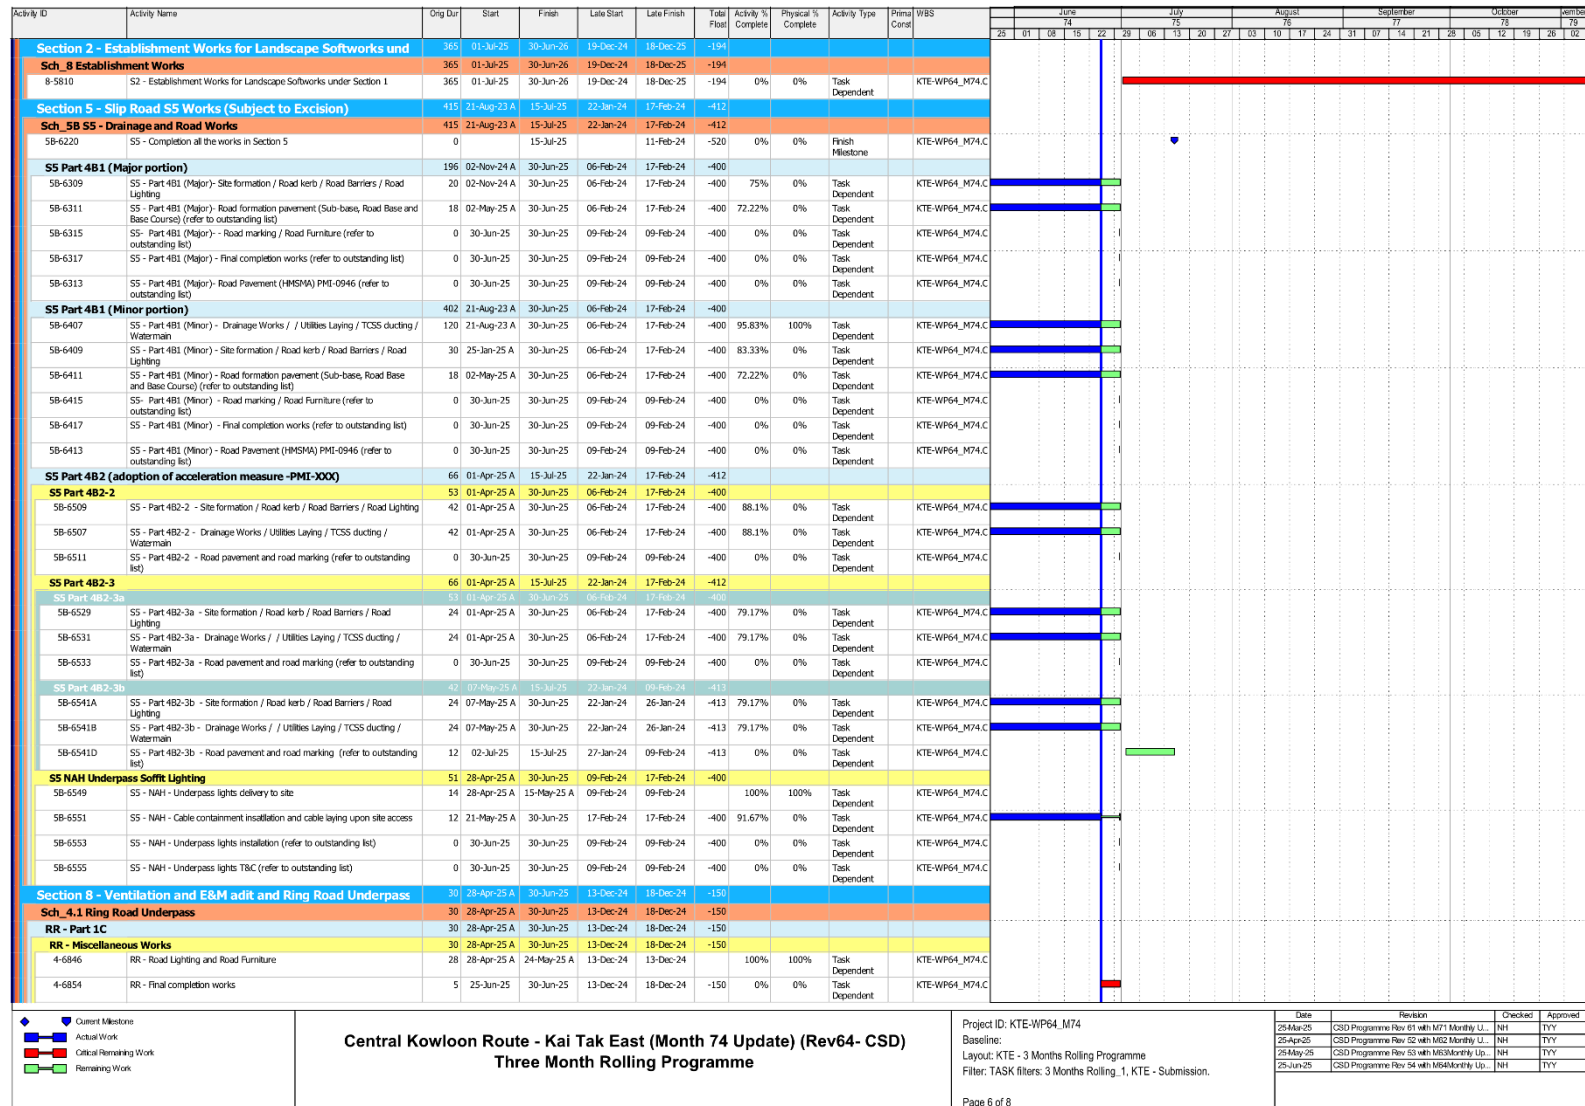 Activity ID Activity Name Orig Dur Start Finish Late Start Late Finish Total Float Activity % Complete Physical % Complete Activity Type Prima Const WBS
June July August September October vember
74 75 76 77 78 79
25 01 08 15 22 29 06 13 20 27 03 10 17 24 31 07 14 21 28 05 12 19 26 02
Section 2 - Establishment Works for Landscape Softworks und 365 01-Jul-25 30-Jun-26 19-Dec-24 18-Dec-25 -194
Sch_8 Establishment Works 365 01-Jul-25 30-Jun-26 19-Dec-24 18-Dec-25 -194
8-5810 S2 - Establishment Works for Landscape Softworks under Section 1 365 01-Jul-25 30-Jun-26 19-Dec-24 18-Dec-25 -194 0% 0% Task Dependent KTE-WP64_M74.C
Section 5 - Slip Road S5 Works (Subject to Excision) 415 21-Aug-23 A 15-Jul-25 22-Jan-24 17-Feb-24 -412
Sch_5B S5 - Drainage and Road Works 415 21-Aug-23 A 15-Jul-25 22-Jan-24 17-Feb-24 -412
5B-6220 S5 - Completion all the works in Section 5 0 15-Jul-25 11-Feb-24 -520 0% 0% Finish Milestone KTE-WP64_M74.C
S5 Part 4B1 (Major portion) 196 02-Nov-24 A 30-Jun-25 06-Feb-24 17-Feb-24 -400
5B-6309 S5 - Part 4B1 (Major)- Site formation / Road kerb / Road Barriers / Road Lighting 20 02-Nov-24 A 30-Jun-25 06-Feb-24 17-Feb-24 -400 75% 0% Task Dependent KTE-WP64_M74.C
5B-6311 S5 - Part 4B1 (Major)- Road formation pavement (Sub-base, Road Base and Base Course) (refer to outstanding list) 18 02-May-25 A 30-Jun-25 06-Feb-24 17-Feb-24 -400 72.22% 0% Task Dependent KTE-WP64_M74.C
5B-6315 S5- Part 4B1 (Major)- - Road marking / Road Furniture (refer to outstanding list) 0 30-Jun-25 30-Jun-25 09-Feb-24 09-Feb-24 -400 0% 0% Task Dependent KTE-WP64_M74.C
5B-6317 S5 - Part 4B1 (Major) - Final completion works (refer to outstanding list) 0 30-Jun-25 30-Jun-25 09-Feb-24 09-Feb-24 -400 0% 0% Task Dependent KTE-WP64_M74.C
5B-6313 S5 - Part 4B1 (Major)- Road Pavement (HMSMA) PMI-0946 (refer to outstanding list) 0 30-Jun-25 30-Jun-25 09-Feb-24 09-Feb-24 -400 0% 0% Task Dependent KTE-WP64_M74.C
S5 Part 4B1 (Minor portion) 402 21-Aug-23 A 30-Jun-25 06-Feb-24 17-Feb-24 -400
5B-6407 S5 - Part 4B1 (Minor) - Drainage Works / / Utilities Laying / TCSS ducting / Watermain 120 21-Aug-23 A 30-Jun-25 06-Feb-24 17-Feb-24 -400 95.83% 100% Task Dependent KTE-WP64_M74.C
5B-6409 S5 - Part 4B1 (Minor) - Site formation / Road kerb / Road Barriers / Road Lighting 30 25-Jan-25 A 30-Jun-25 06-Feb-24 17-Feb-24 -400 83.33% 0% Task Dependent KTE-WP64_M74.C
5B-6411 S5 - Part 4B1 (Minor) - Road formation pavement (Sub-base, Road Base and Base Course) (refer to outstanding list) 18 02-May-25 A 30-Jun-25 06-Feb-24 17-Feb-24 -400 72.22% 0% Task Dependent KTE-WP64_M74.C
5B-6415 S5- Part 4B1 (Minor) - Road marking / Road Furniture (refer to outstanding list) 0 30-Jun-25 30-Jun-25 09-Feb-24 09-Feb-24 -400 0% 0% Task Dependent KTE-WP64_M74.C
5B-6417 S5 - Part 4B1 (Minor) - Final completion works (refer to outstanding list) 0 30-Jun-25 30-Jun-25 09-Feb-24 09-Feb-24 -400 0% 0% Task Dependent KTE-WP64_M74.C
5B-6413 S5 - Part 4B1 (Minor) - Road Pavement (HMSMA) PMI-0946 (refer to outstanding list) 0 30-Jun-25 30-Jun-25 09-Feb-24 09-Feb-24 -400 0% 0% Task Dependent KTE-WP64_M74.C
S5 Part 4B2 (adoption of acceleration measure -PMI-XXX) 66 01-Apr-25 A 15-Jul-25 22-Jan-24 17-Feb-24 -412
S5 Part 4B2-2 53 01-Apr-25 A 30-Jun-25 06-Feb-24 17-Feb-24 -400
5B-6509 S5 - Part 4B2-2 - Site formation / Road kerb / Road Barriers / Road Lighting 42 01-Apr-25 A 30-Jun-25 06-Feb-24 17-Feb-24 -400 88.1% 0% Task Dependent KTE-WP64_M74.C
5B-6507 S5 - Part 4B2-2 - Drainage Works / Utilities Laying / TCSS ducting / Watermain 42 01-Apr-25 A 30-Jun-25 06-Feb-24 17-Feb-24 -400 88.1% 0% Task Dependent KTE-WP64_M74.C
5B-6511 S5 - Part 4B2-2 - Road pavement and road marking (refer to outstanding list) 0 30-Jun-25 30-Jun-25 09-Feb-24 09-Feb-24 -400 0% 0% Task Dependent KTE-WP64_M74.C
S5 Part 4B2-3 66 01-Apr-25 A 15-Jul-25 22-Jan-24 17-Feb-24 -412
S5 Part 4B2-3a 53 01-Apr-25 A 30-Jun-25 06-Feb-24 17-Feb-24 -400
5B-6529 S5 - Part 4B2-3a - Site formation / Road kerb / Road Barriers / Road Lighting 24 01-Apr-25 A 30-Jun-25 06-Feb-24 17-Feb-24 -400 79.17% 0% Task Dependent KTE-WP64_M74.C
5B-6531 S5 - Part 4B2-3a - Drainage Works / / Utilities Laying / TCSS ducting / Watermain 24 01-Apr-25 A 30-Jun-25 06-Feb-24 17-Feb-24 -400 79.17% 0% Task Dependent KTE-WP64_M74.C
5B-6533 S5 - Part 4B2-3a - Road pavement and road marking (refer to outstanding list) 0 30-Jun-25 30-Jun-25 09-Feb-24 09-Feb-24 -400 0% 0% Task Dependent KTE-WP64_M74.C
S5 Part 4B2-3b 42 07-May-25 A 15-Jul-25 22-Jan-24 09-Feb-24 -413
5B-6541A S5 - Part 4B2-3b - Site formation / Road kerb / Road Barriers / Road Lighting 24 07-May-25 A 30-Jun-25 22-Jan-24 26-Jan-24 -413 79.17% 0% Task Dependent KTE-WP64_M74.C
5B-6541B S5 - Part 4B2-3b - Drainage Works / / Utilities Laying / TCSS ducting / Watermain 24 07-May-25 A 30-Jun-25 22-Jan-24 26-Jan-24 -413 79.17% 0% Task Dependent KTE-WP64_M74.C
5B-6541D S5 - Part 4B2-3b - Road pavement and road marking (refer to outstanding list) 12 02-Jul-25 15-Jul-25 27-Jan-24 09-Feb-24 -413 0% 0% Task Dependent KTE-WP64_M74.C
S5 NAH Underpass Soffit Lighting 51 28-Apr-25 A 30-Jun-25 09-Feb-24 17-Feb-24 -400
5B-6549 S5 - NAH - Underpass lights delivery to site 14 28-Apr-25 A 15-May-25 A 09-Feb-24 09-Feb-24 100% 100% Task Dependent KTE-WP64_M74.C
5B-6551 S5 - NAH - Cable containment insatllation and cable laying upon site access 12 21-May-25 A 30-Jun-25 17-Feb-24 17-Feb-24 -400 91.67% 0% Task Dependent KTE-WP64_M74.C
5B-6553 S5 - NAH - Underpass lights installation (refer to outstanding list) 0 30-Jun-25 30-Jun-25 09-Feb-24 09-Feb-24 -400 0% 0% Task Dependent KTE-WP64_M74.C
5B-6555 S5 - NAH - Underpass lights T&C (refer to outstanding list) 0 30-Jun-25 30-Jun-25 09-Feb-24 09-Feb-24 -400 0% 0% Task Dependent KTE-WP64_M74.C
Section 8 - Ventilation and E&M adit and Ring Road Underpass 30 28-Apr-25 A 30-Jun-25 13-Dec-24 18-Dec-24 -150
Sch_4.1 Ring Road Underpass 30 28-Apr-25 A 30-Jun-25 13-Dec-24 18-Dec-24 -150
RR - Part 1C 30 28-Apr-25 A 30-Jun-25 13-Dec-24 18-Dec-24 -150
RR - Miscellaneous Works 30 28-Apr-25 A 30-Jun-25 13-Dec-24 18-Dec-24 -150
4-6846 RR - Road Lighting and Road Furniture 28 28-Apr-25 A 24-May-25 A 13-Dec-24 13-Dec-24 100% 100% Task Dependent KTE-WP64_M74.C
4-6854 RR - Final completion works 5 25-Jun-25 30-Jun-25 13-Dec-24 18-Dec-24 -150 0% 0% Task Dependent KTE-WP64_M74.C
Current Milestone
Actual Work
Critical Remaining Work
Remaining Work
Central Kowloon Route - Kai Tak East (Month 74 Update) (Rev64- CSD)
Three Month Rolling Programme
Project ID: KTE-WP64_M74
Baseline:
Layout: KTE - 3 Months Rolling Programme
Filter: TASK filters: 3 Months Rolling_1, KTE - Submission.
Page 6 of 8
Date Revision Checked Approved
25-Mar-25 CSD Programme Rev 61 with M71 Monthly U... NH TYY
25-Apr-25 CSD Programme Rev 52 with M62 Monthly U... NH TYY
25-May-25 CSD Programme Rev 53 with M63Monthly Up... NH TYY
25-Jun-25 CSD Programme Rev 54 with M64Monthly Up... NH TYY